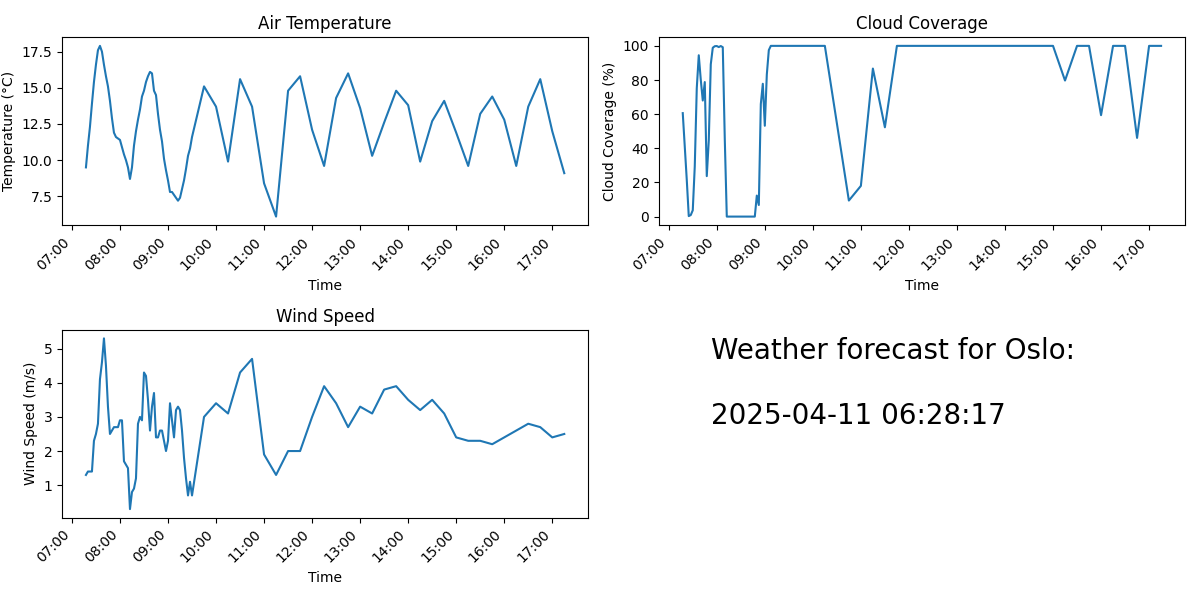 Air Temperature
Temperature (°C)
17.5
15.0
12.5
10.0
7.5
07:00 08:00 09:00 10:00 11:00 12:00 13:00 14:00 15:00 16:00 17:00
Time
Cloud Coverage
Cloud Coverage (%)
100
80
60
40
20
0
07:00 08:00 09:00 10:00 11:00 12:00 13:00 14:00 15:00 16:00 17:00
Time
Wind Speed
Wind Speed (m/s)
5
4
3
2
1
07:00 08:00 09:00 10:00 11:00 12:00 13:00 14:00 15:00 16:00 17:00
Time
Weather forecast for Oslo:
2025-04-11 06:28:17